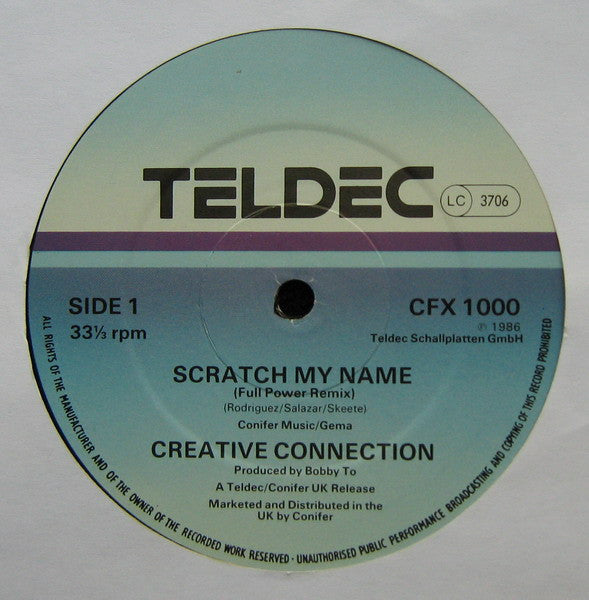 TELDEC
LC 3706
SIDE 1
33⅓ rpm
CFX 1000
℗ 1986
Teldec Schallplatten GmbH
SCRATCH MY NAME
(Full Power Remix)
(Rodriguez/Salazar/Skeete)
Conifer Music/Gema
CREATIVE CONNECTION
Produced by Bobby To
A Teldec/Conifer UK Release
Marketed and Distributed in the
UK by Conifer
ALL RIGHTS OF THE MANUFACTURER AND OF THE OWNER OF THE RECORDED WORK RESERVED · UNAUTHORISED PUBLIC PERFORMANCE BROADCASTING AND COPYING OF THIS RECORD PROHIBITED